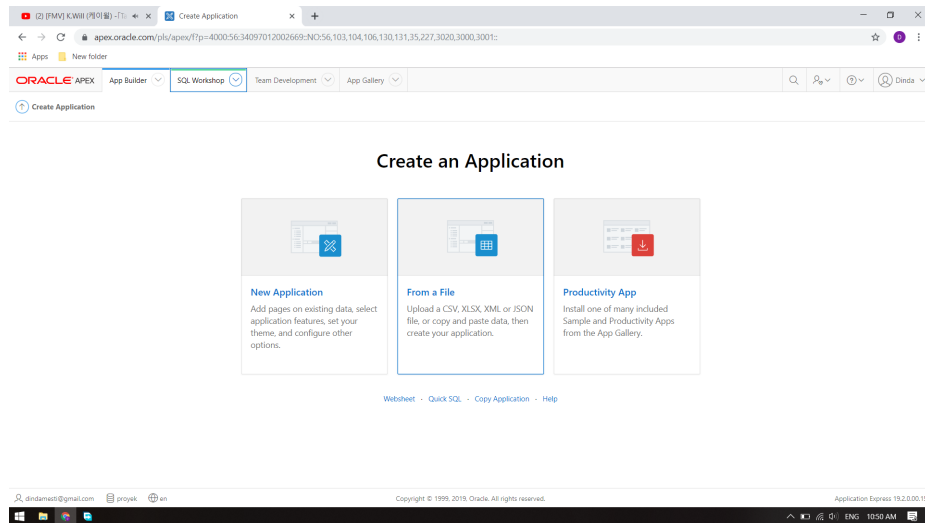 (2) [FMV] K.Will (케이윌) -「
Create Application
apex.oracle.com/pls/apex/f?p=4000:56:34097012002669::NO:56,103,104,106,130,131,35,227,3020,3000,3001::
D
Apps New folder
ORACLE APEX App Builder SQL Workshop Team Development App Gallery Dinda
Create Application
Create an Application
New Application
Add pages on existing data, select
application features, set your
theme, and configure other
options.
From a File
Upload a CSV, XLSX, XML or JSON
file, or copy and paste data, then
create your application.
Productivity App
Install one of many included
Sample and Productivity Apps
from the App Gallery.
Websheet - Quick SQL - Copy Application - Help
dindamesti@gmail.com proyek en Copyright © 1999, 2019, Oracle. All rights reserved. Application Express 19.2.0.00.1
ENG 10:50 AM